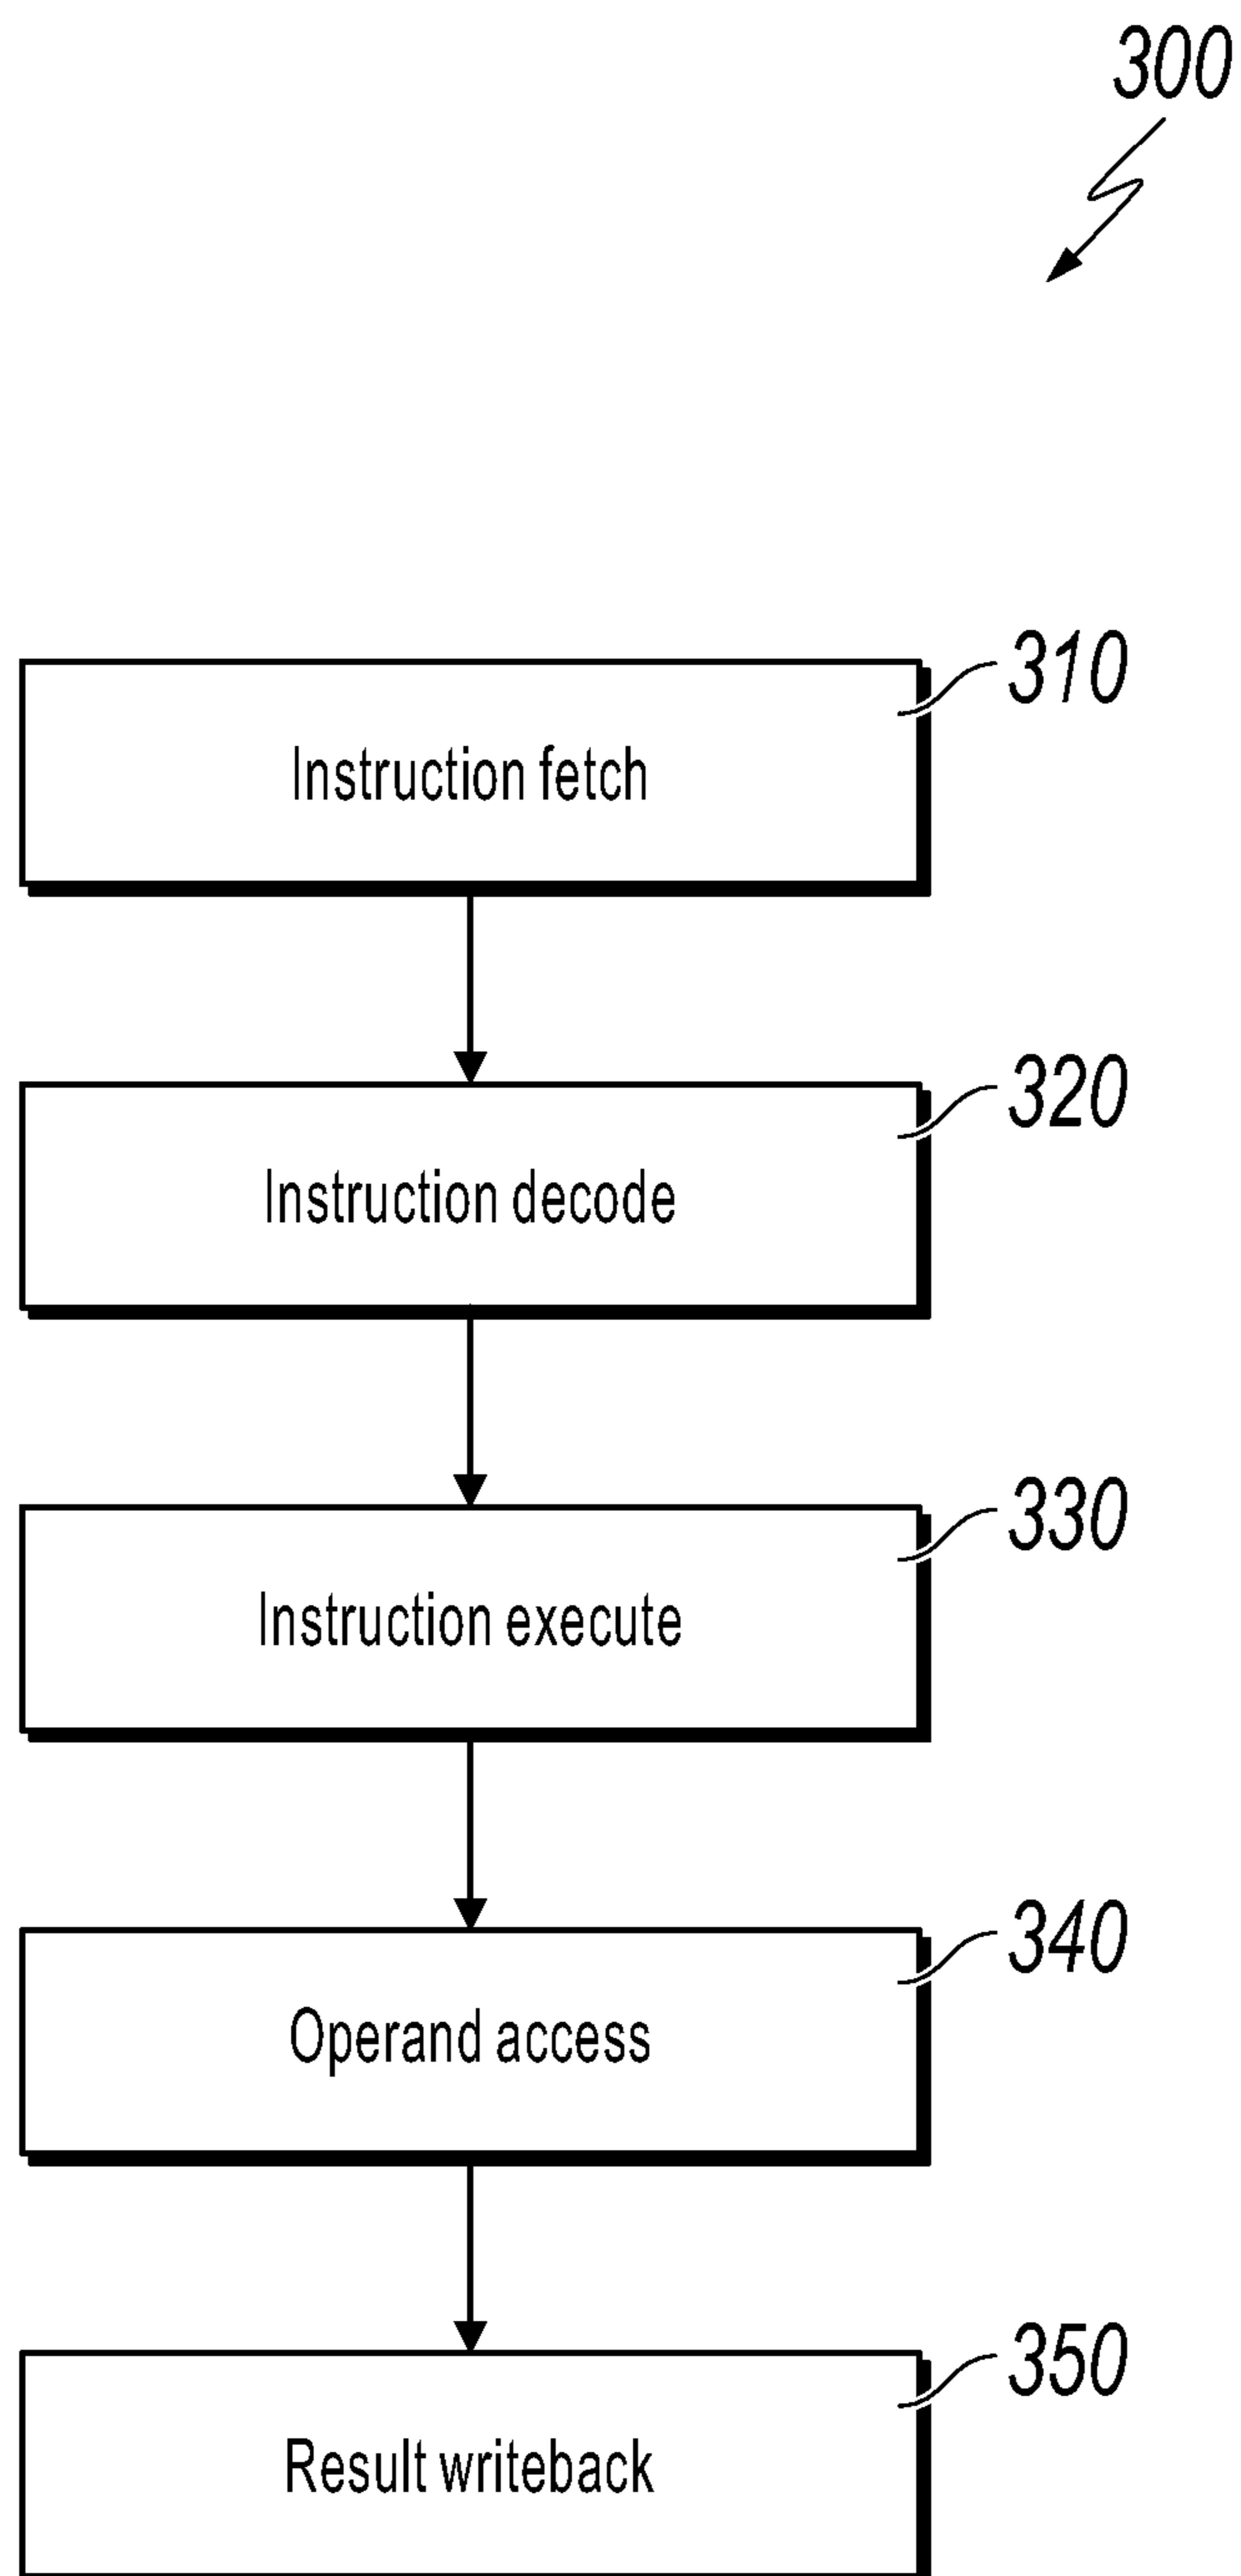 300
310
Instruction fetch
320
Instruction decode
330
Instruction execute
340
Operand access
350
Result writeback